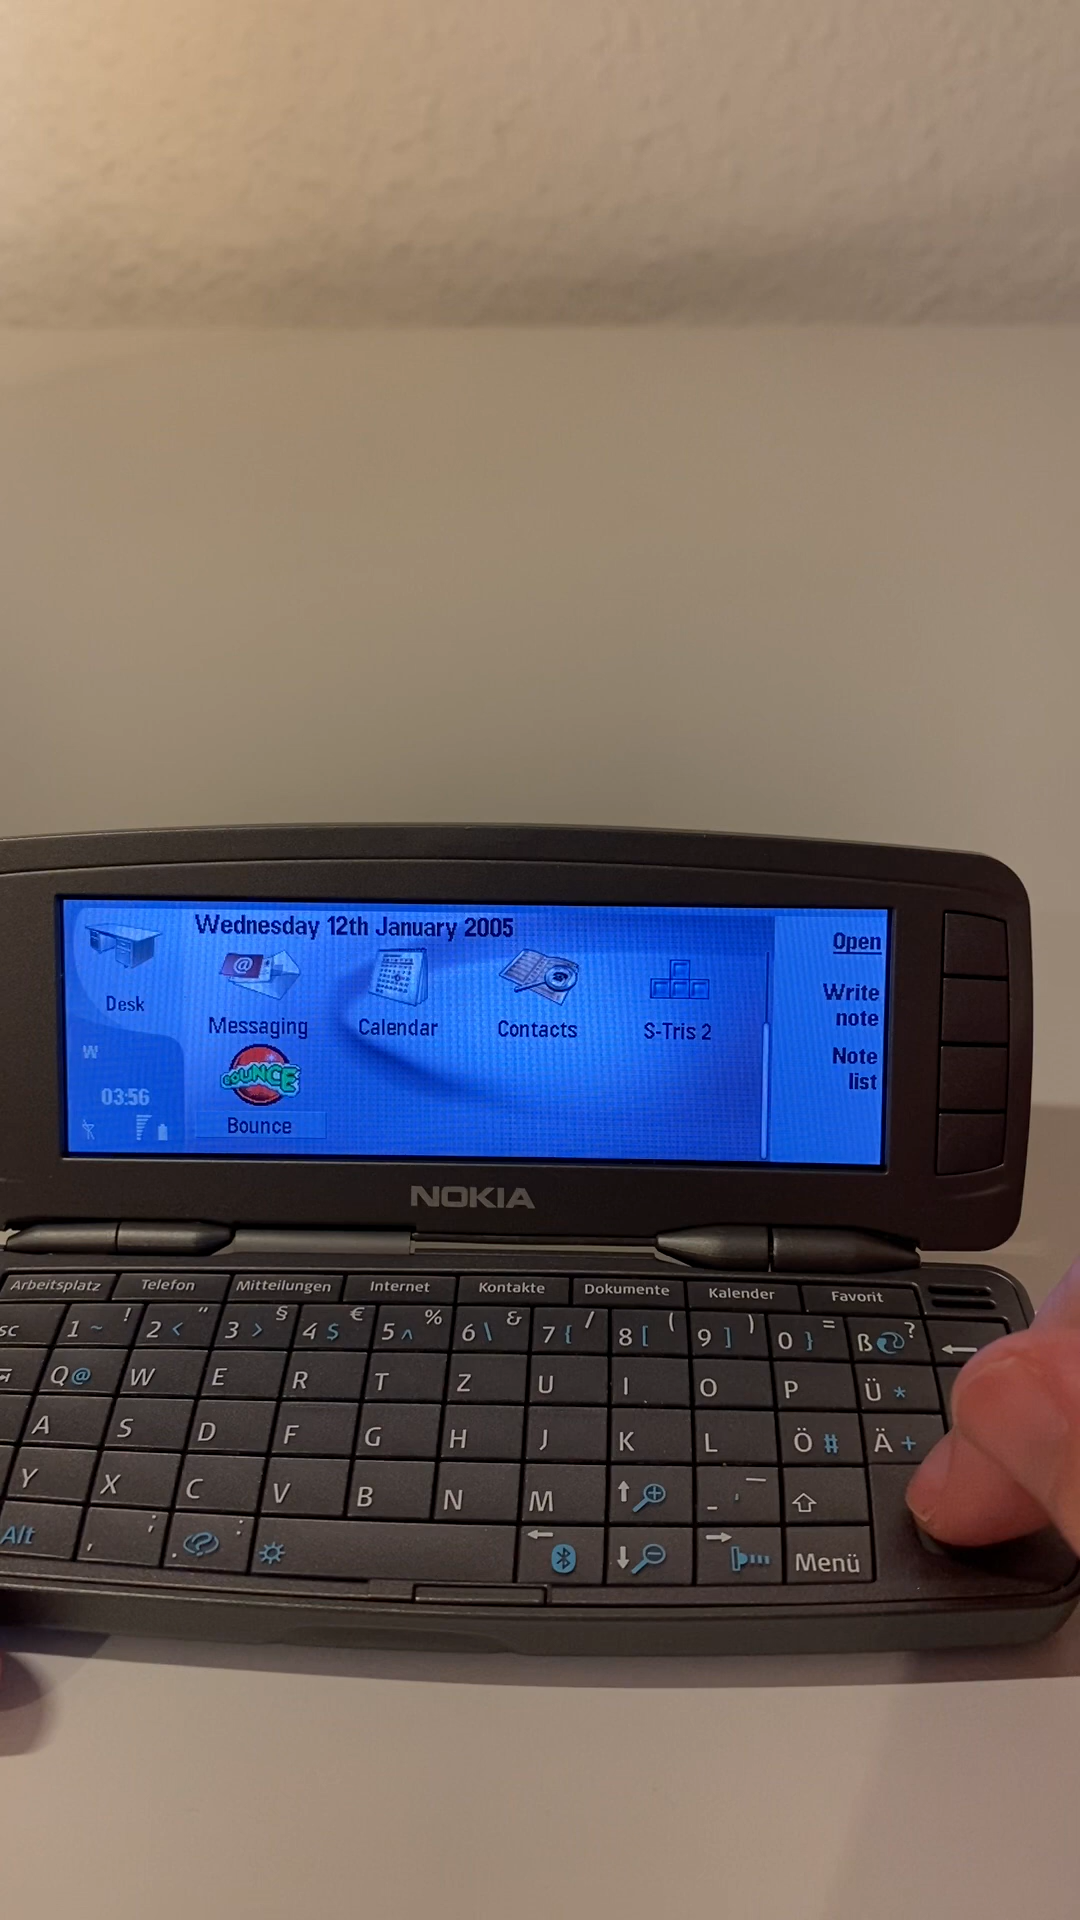 Wednesday 12th January 2005
Desk
Messaging
Calendar
Contacts
S-Tris 2
BOUNCE
Bounce
W
03:56
Open
Write
note
Note
list
NOKIA
Arbeitsplatz Telefon Mitteilungen Internet Kontakte Dokumente Kalender Favorit
sc 1 ~ ! 2 < " 3 > § 4 $ € 5 ^ % 6 \ & 7 { / 8 [ ( 9 ] ) 0 } = ß ?
Q @ W E R T Z U I O P Ü *
A S D F G H J K L Ö # Ä +
Y X C V B N M _ ' —
Alt , ; . : Menü